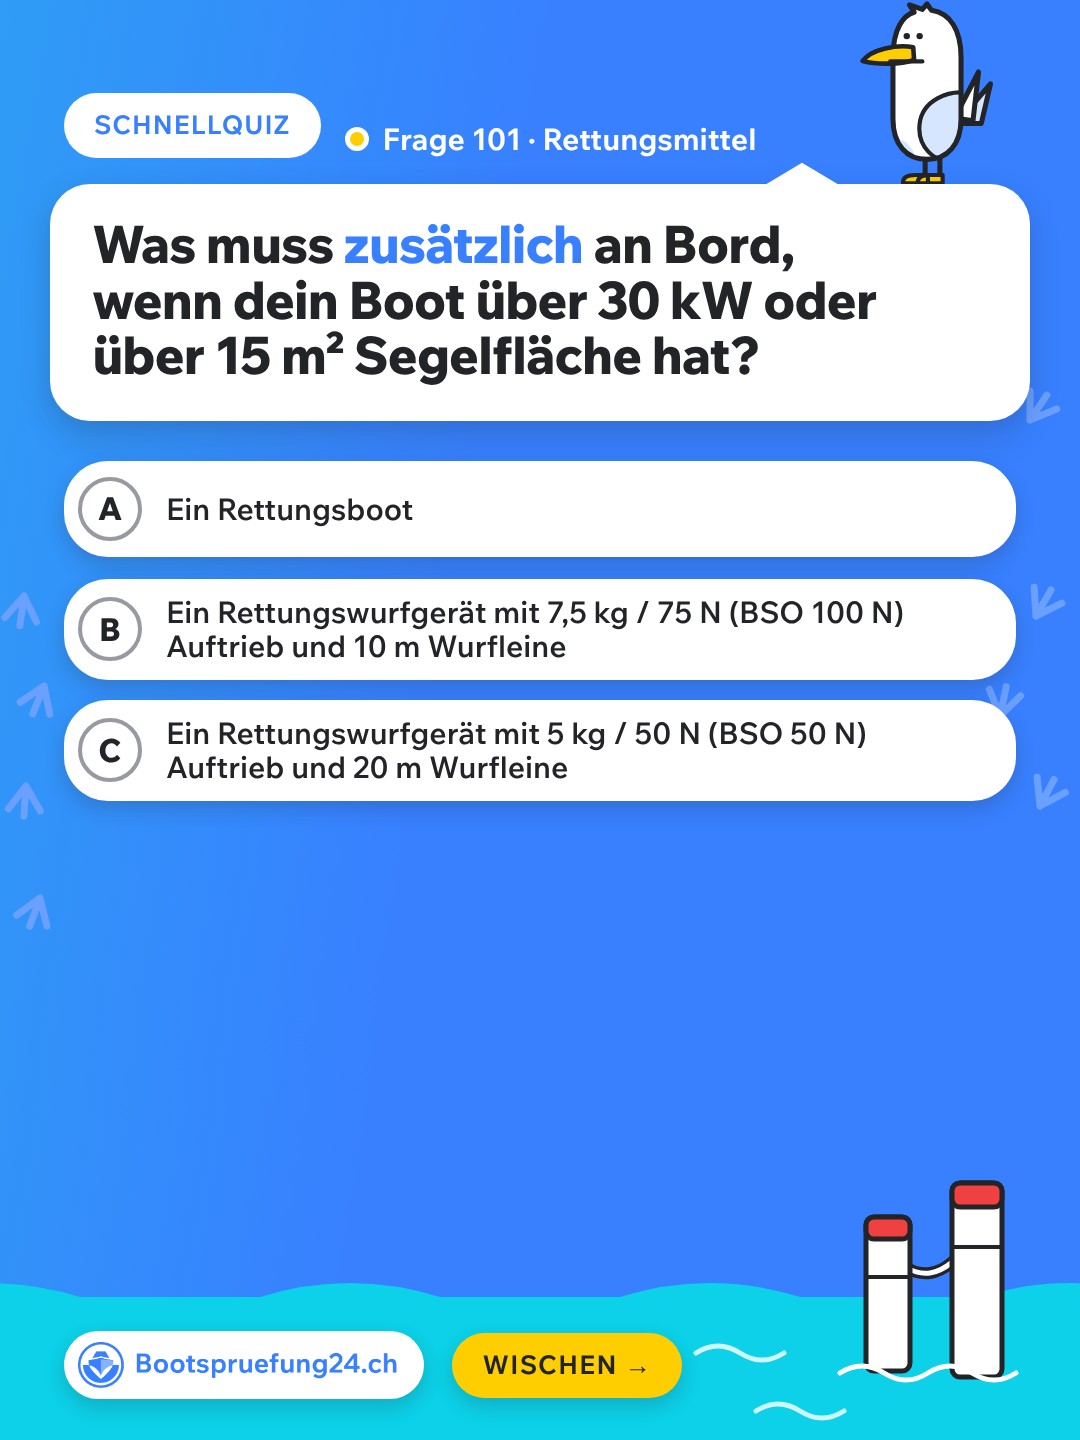 SCHNELLQUIZ
Frage 101 · Rettungsmittel
Was muss zusätzlich an Bord,
wenn dein Boot über 30 kW oder
über 15 m² Segelfläche hat?
A
Ein Rettungsboot
B
Ein Rettungswurfgerät mit 7,5 kg / 75 N (BSO 100 N)
Auftrieb und 10 m Wurfleine
C
Ein Rettungswurfgerät mit 5 kg / 50 N (BSO 50 N)
Auftrieb und 20 m Wurfleine
Bootspruefung24.ch
WISCHEN →